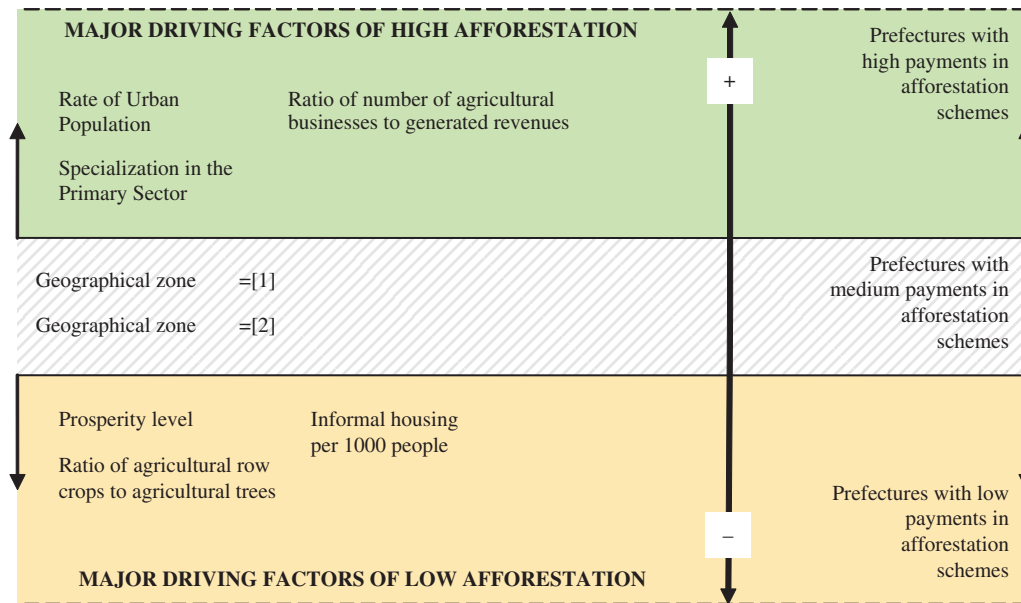 MAJOR DRIVING FACTORS OF HIGH AFFORESTATION
Rate of Urban
Population
Ratio of number of agricultural
businesses to generated revenues
Specialization in the
Primary Sector
+
Prefectures with
high payments in
afforestation
schemes
Geographical zone =[1]
Geographical zone =[2]
Prefectures with
medium payments in
afforestation
schemes
Prosperity level
Informal housing
per 1000 people
Ratio of agricultural row
crops to agricultural trees
–
Prefectures with low
payments in
afforestation
schemes
MAJOR DRIVING FACTORS OF LOW AFFORESTATION